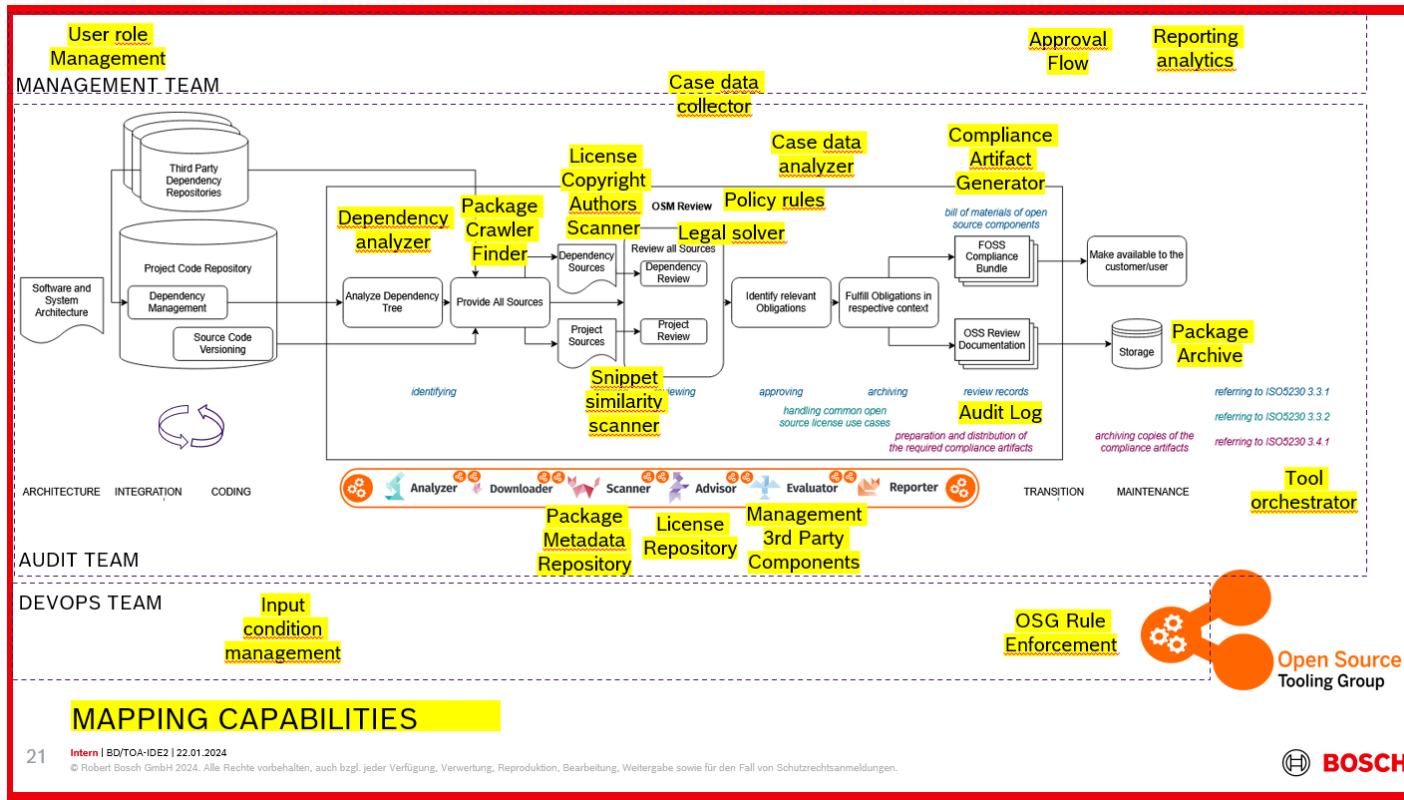 User role
Management
Approval
Flow
Reporting
analytics
MANAGEMENT TEAM
Case data
collector
Third Party
Dependency
Repositories
License
Copyright
Authors
Scanner
Case data
analyzer
Compliance
Artifact
Generator
Dependency
analyzer
Package
Crawler
Finder
OSM Review
Policy rules
Legal solver
bill of materials of open
source components
Project Code Repository
Software and
System
Architecture
Dependency
Management
Source Code
Versioning
Analyze Dependency
Tree
Provide All Sources
Dependency
Sources
Project
Sources
Review all Sources
Dependency
Review
Project
Review
Identify relevant
Obligations
Fulfill Obligations in
respective context
FOSS
Compliance
Bundle
OSS Review
Documentation
Make available to the
customer/user
Storage
Package
Archive
Snippet
similarity
scanner
identifying
approving
archiving
review records
referring to ISO5230 3.3.1
handling common open
source license use cases
Audit Log
referring to ISO5230 3.3.2
preparation and distribution of
the required compliance artifacts
archiving copies of the
compliance artifacts
referring to ISO5230 3.4.1
ARCHITECTURE
INTEGRATION
CODING
Analyzer
Downloader
Scanner
Advisor
Evaluator
Reporter
TRANSITION
MAINTENANCE
Tool
orchestrator
Package
Metadata
Repository
License
Repository
Management
3rd Party
Components
AUDIT TEAM
DEVOPS TEAM
Input
condition
management
OSG Rule
Enforcement
Open Source
Tooling Group
MAPPING CAPABILITIES
21
Intern | BD/TOA-IDE2 | 22.01.2024
© Robert Bosch GmbH 2024. Alle Rechte vorbehalten, auch bzgl. jeder Verfügung, Verwertung, Reproduktion, Bearbeitung, Weitergabe sowie für den Fall von Schutzrechtsanmeldungen.
BOSCH